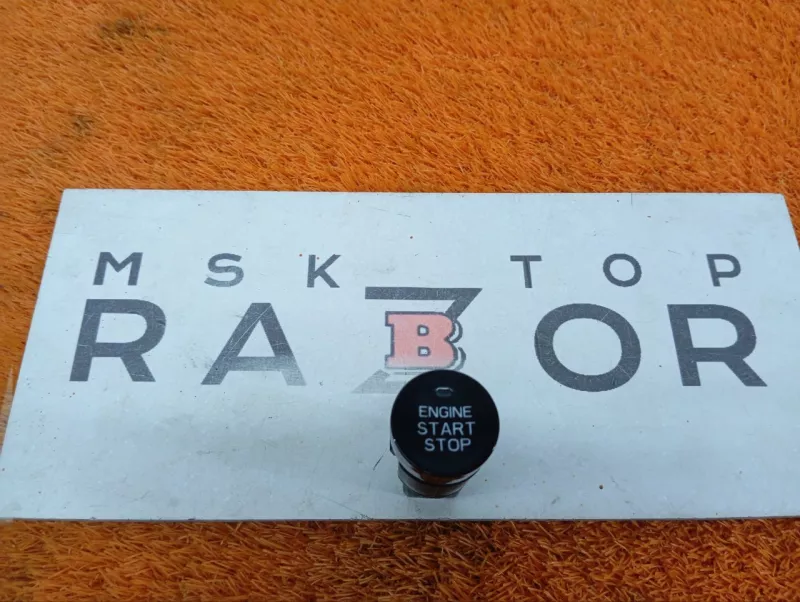 MSK TOP
RAZBOR
ENGINE
START
STOP